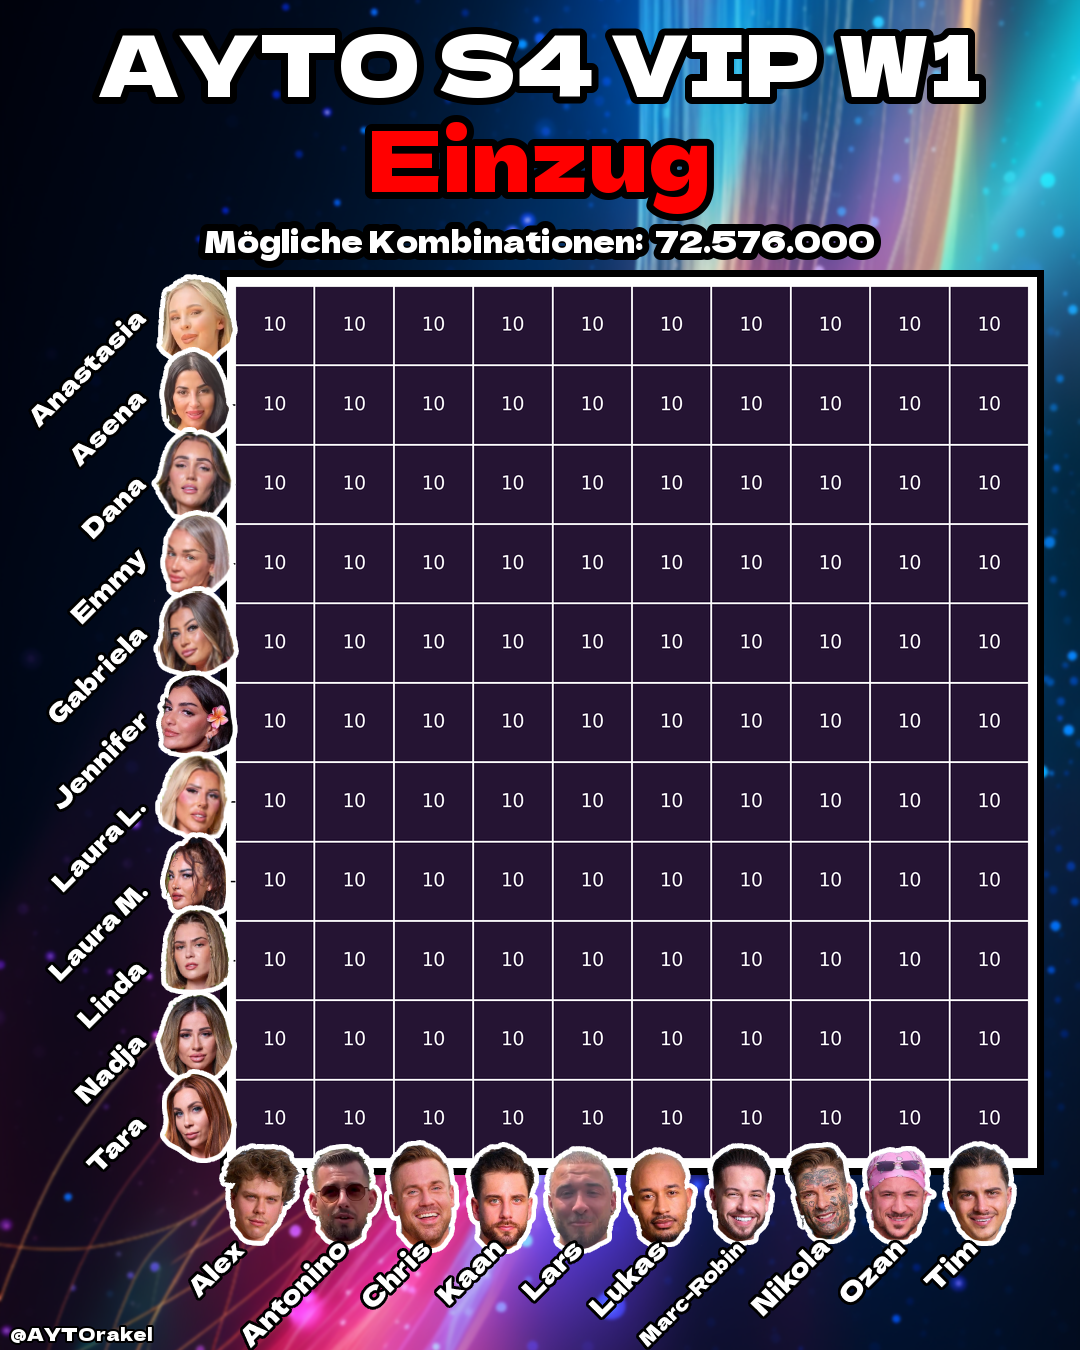 AYTO S4 VIP W1
Einzug
Mögliche Kombinationen: 72.576.000
Anastasia 10 10 10 10 10 10 10 10 10 10
Asena 10 10 10 10 10 10 10 10 10 10
Dana 10 10 10 10 10 10 10 10 10 10
Emmy 10 10 10 10 10 10 10 10 10 10
Gabriela 10 10 10 10 10 10 10 10 10 10
Jennifer 10 10 10 10 10 10 10 10 10 10
Laura L. 10 10 10 10 10 10 10 10 10 10
Laura M. 10 10 10 10 10 10 10 10 10 10
Linda 10 10 10 10 10 10 10 10 10 10
Nadja 10 10 10 10 10 10 10 10 10 10
Tara 10 10 10 10 10 10 10 10 10 10
Alex Antonino Chris Kaan Lars Lukas Marc-Robin Nikola Ozan Tim
@AYTOrakel